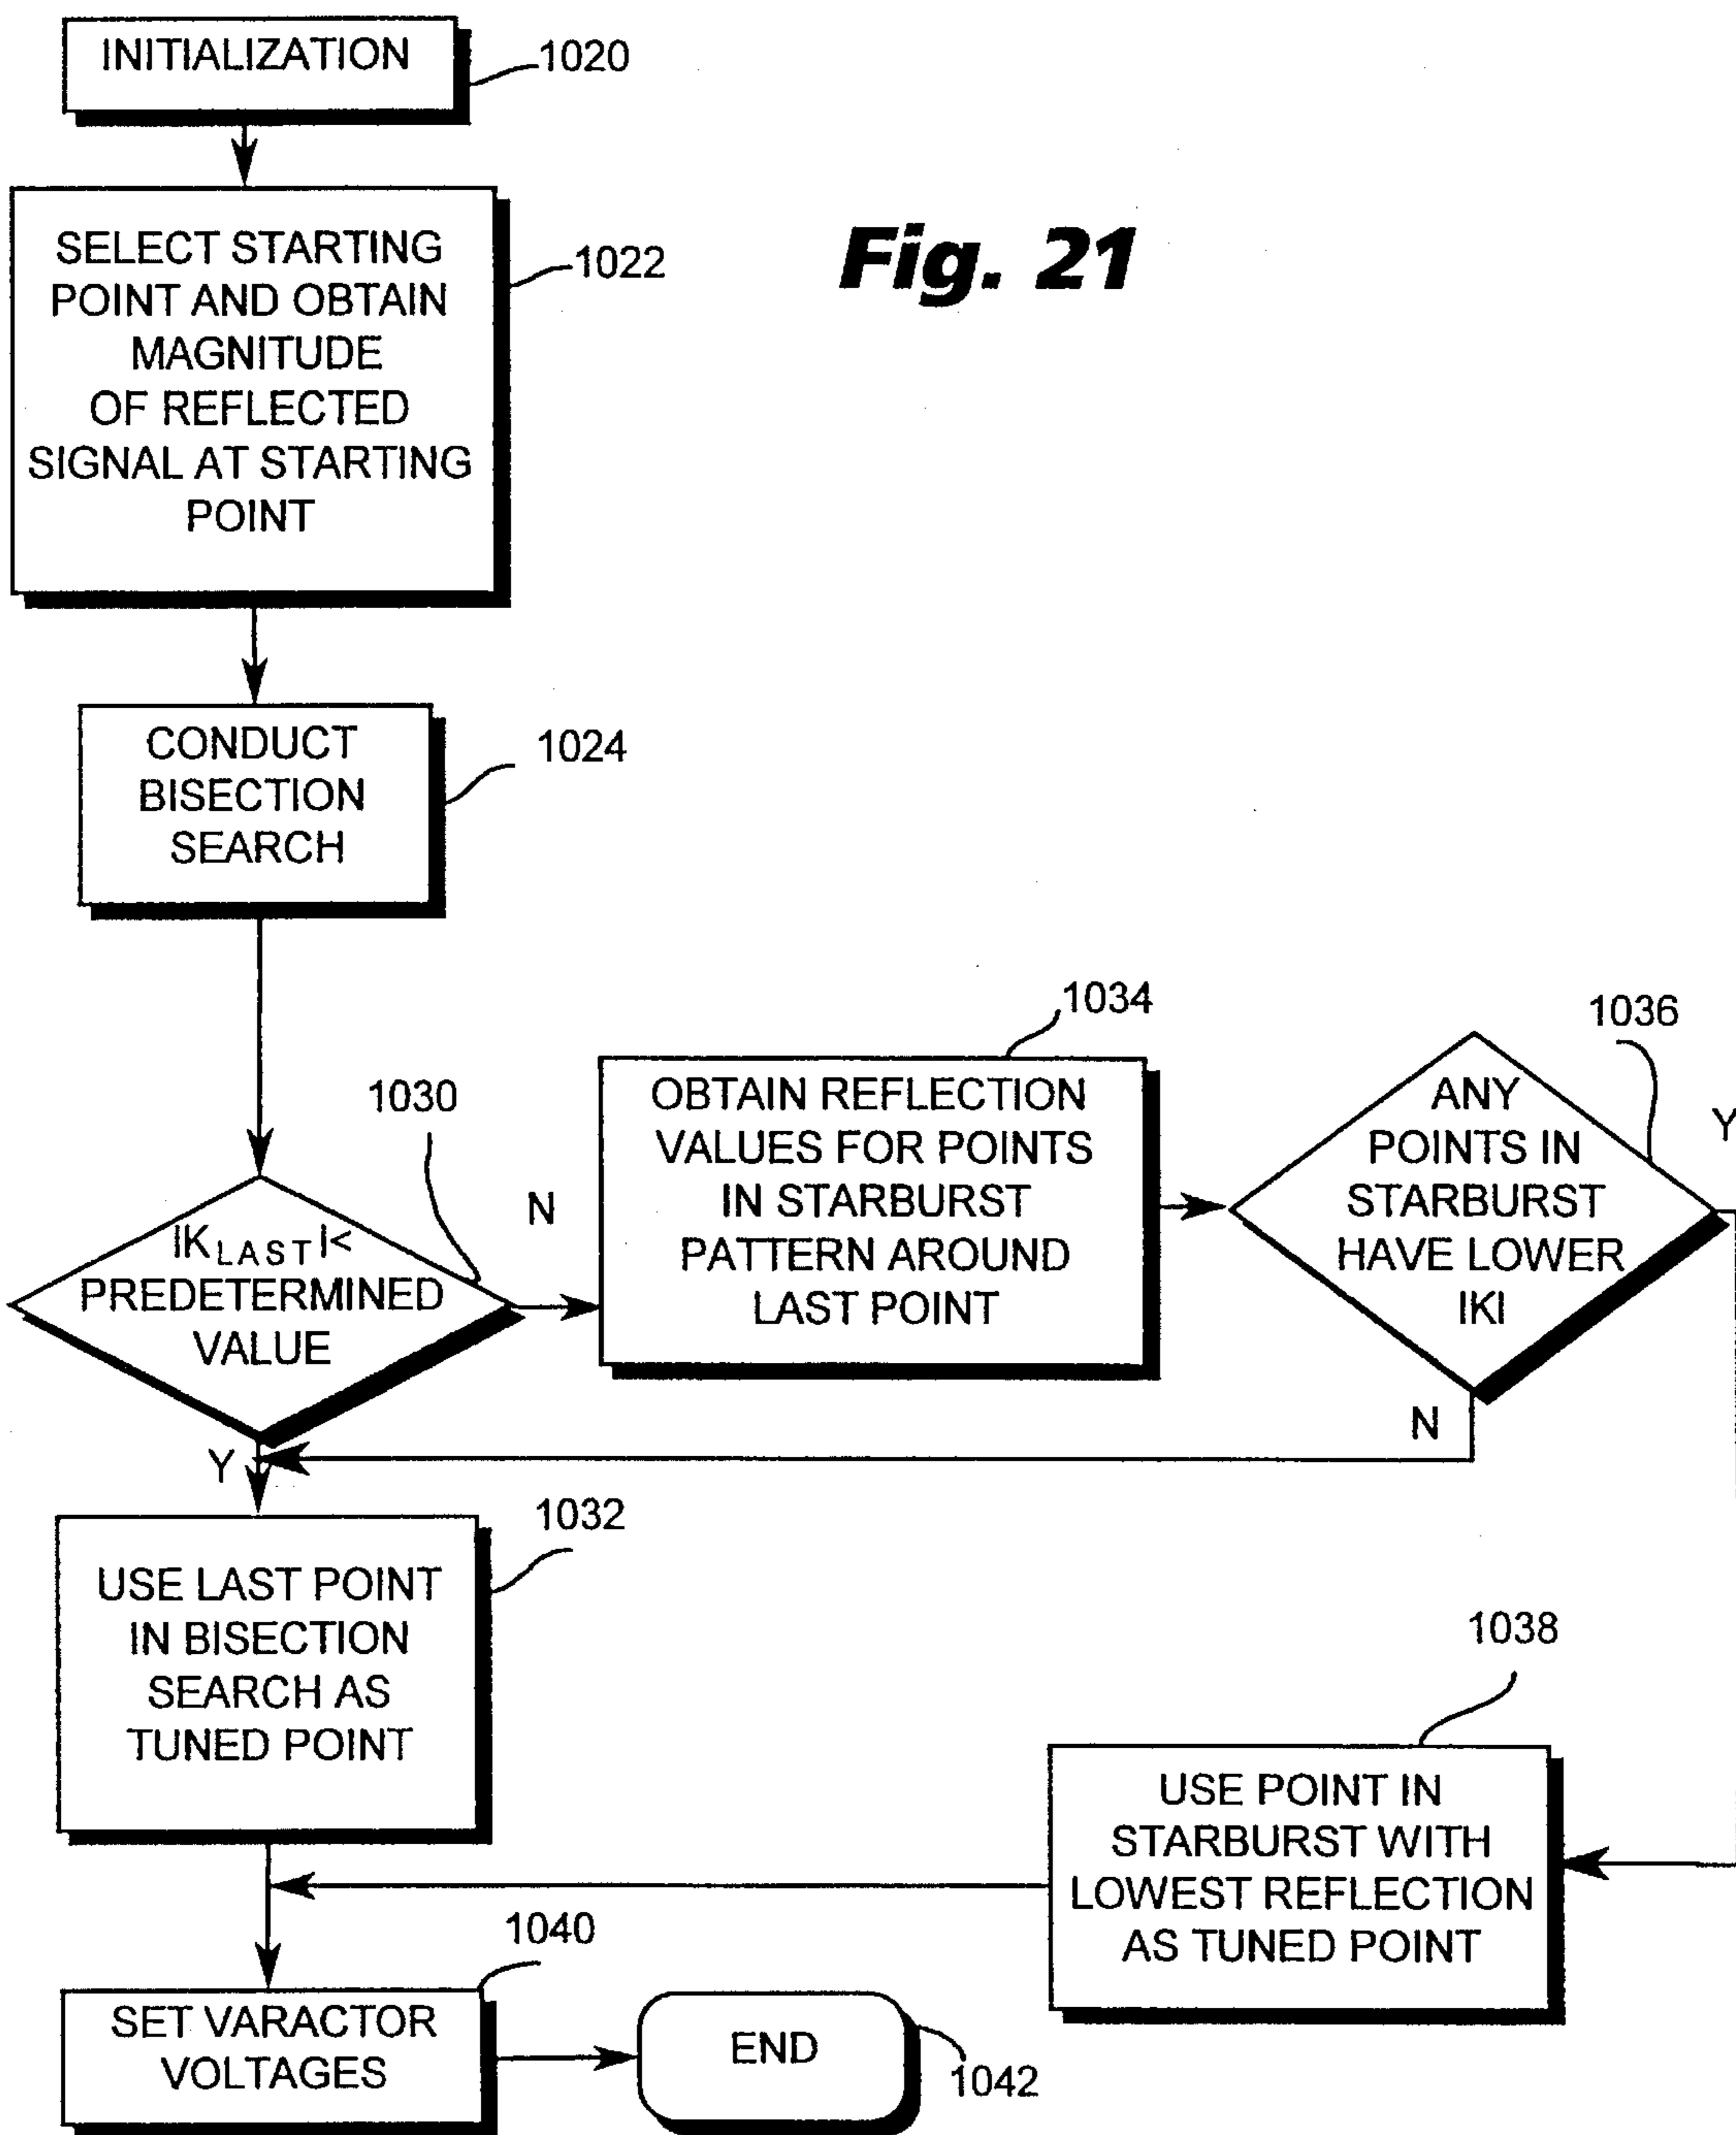 INITIALIZATION
1020
SELECT STARTING
POINT AND OBTAIN
MAGNITUDE
OF REFLECTED
SIGNAL AT STARTING
POINT
1022
Fig. 21
CONDUCT
BISECTION
SEARCH
1024
1030
IK LAST I<
PREDETERMINED
VALUE
N
Y
1034
OBTAIN REFLECTION
VALUES FOR POINTS
IN STARBURST
PATTERN AROUND
LAST POINT
1036
ANY
POINTS IN
STARBURST
HAVE LOWER
IKI
Y
N
1032
USE LAST POINT
IN BISECTION
SEARCH AS
TUNED POINT
1038
USE POINT IN
STARBURST WITH
LOWEST REFLECTION
AS TUNED POINT
1040
SET VARACTOR
VOLTAGES
END
1042